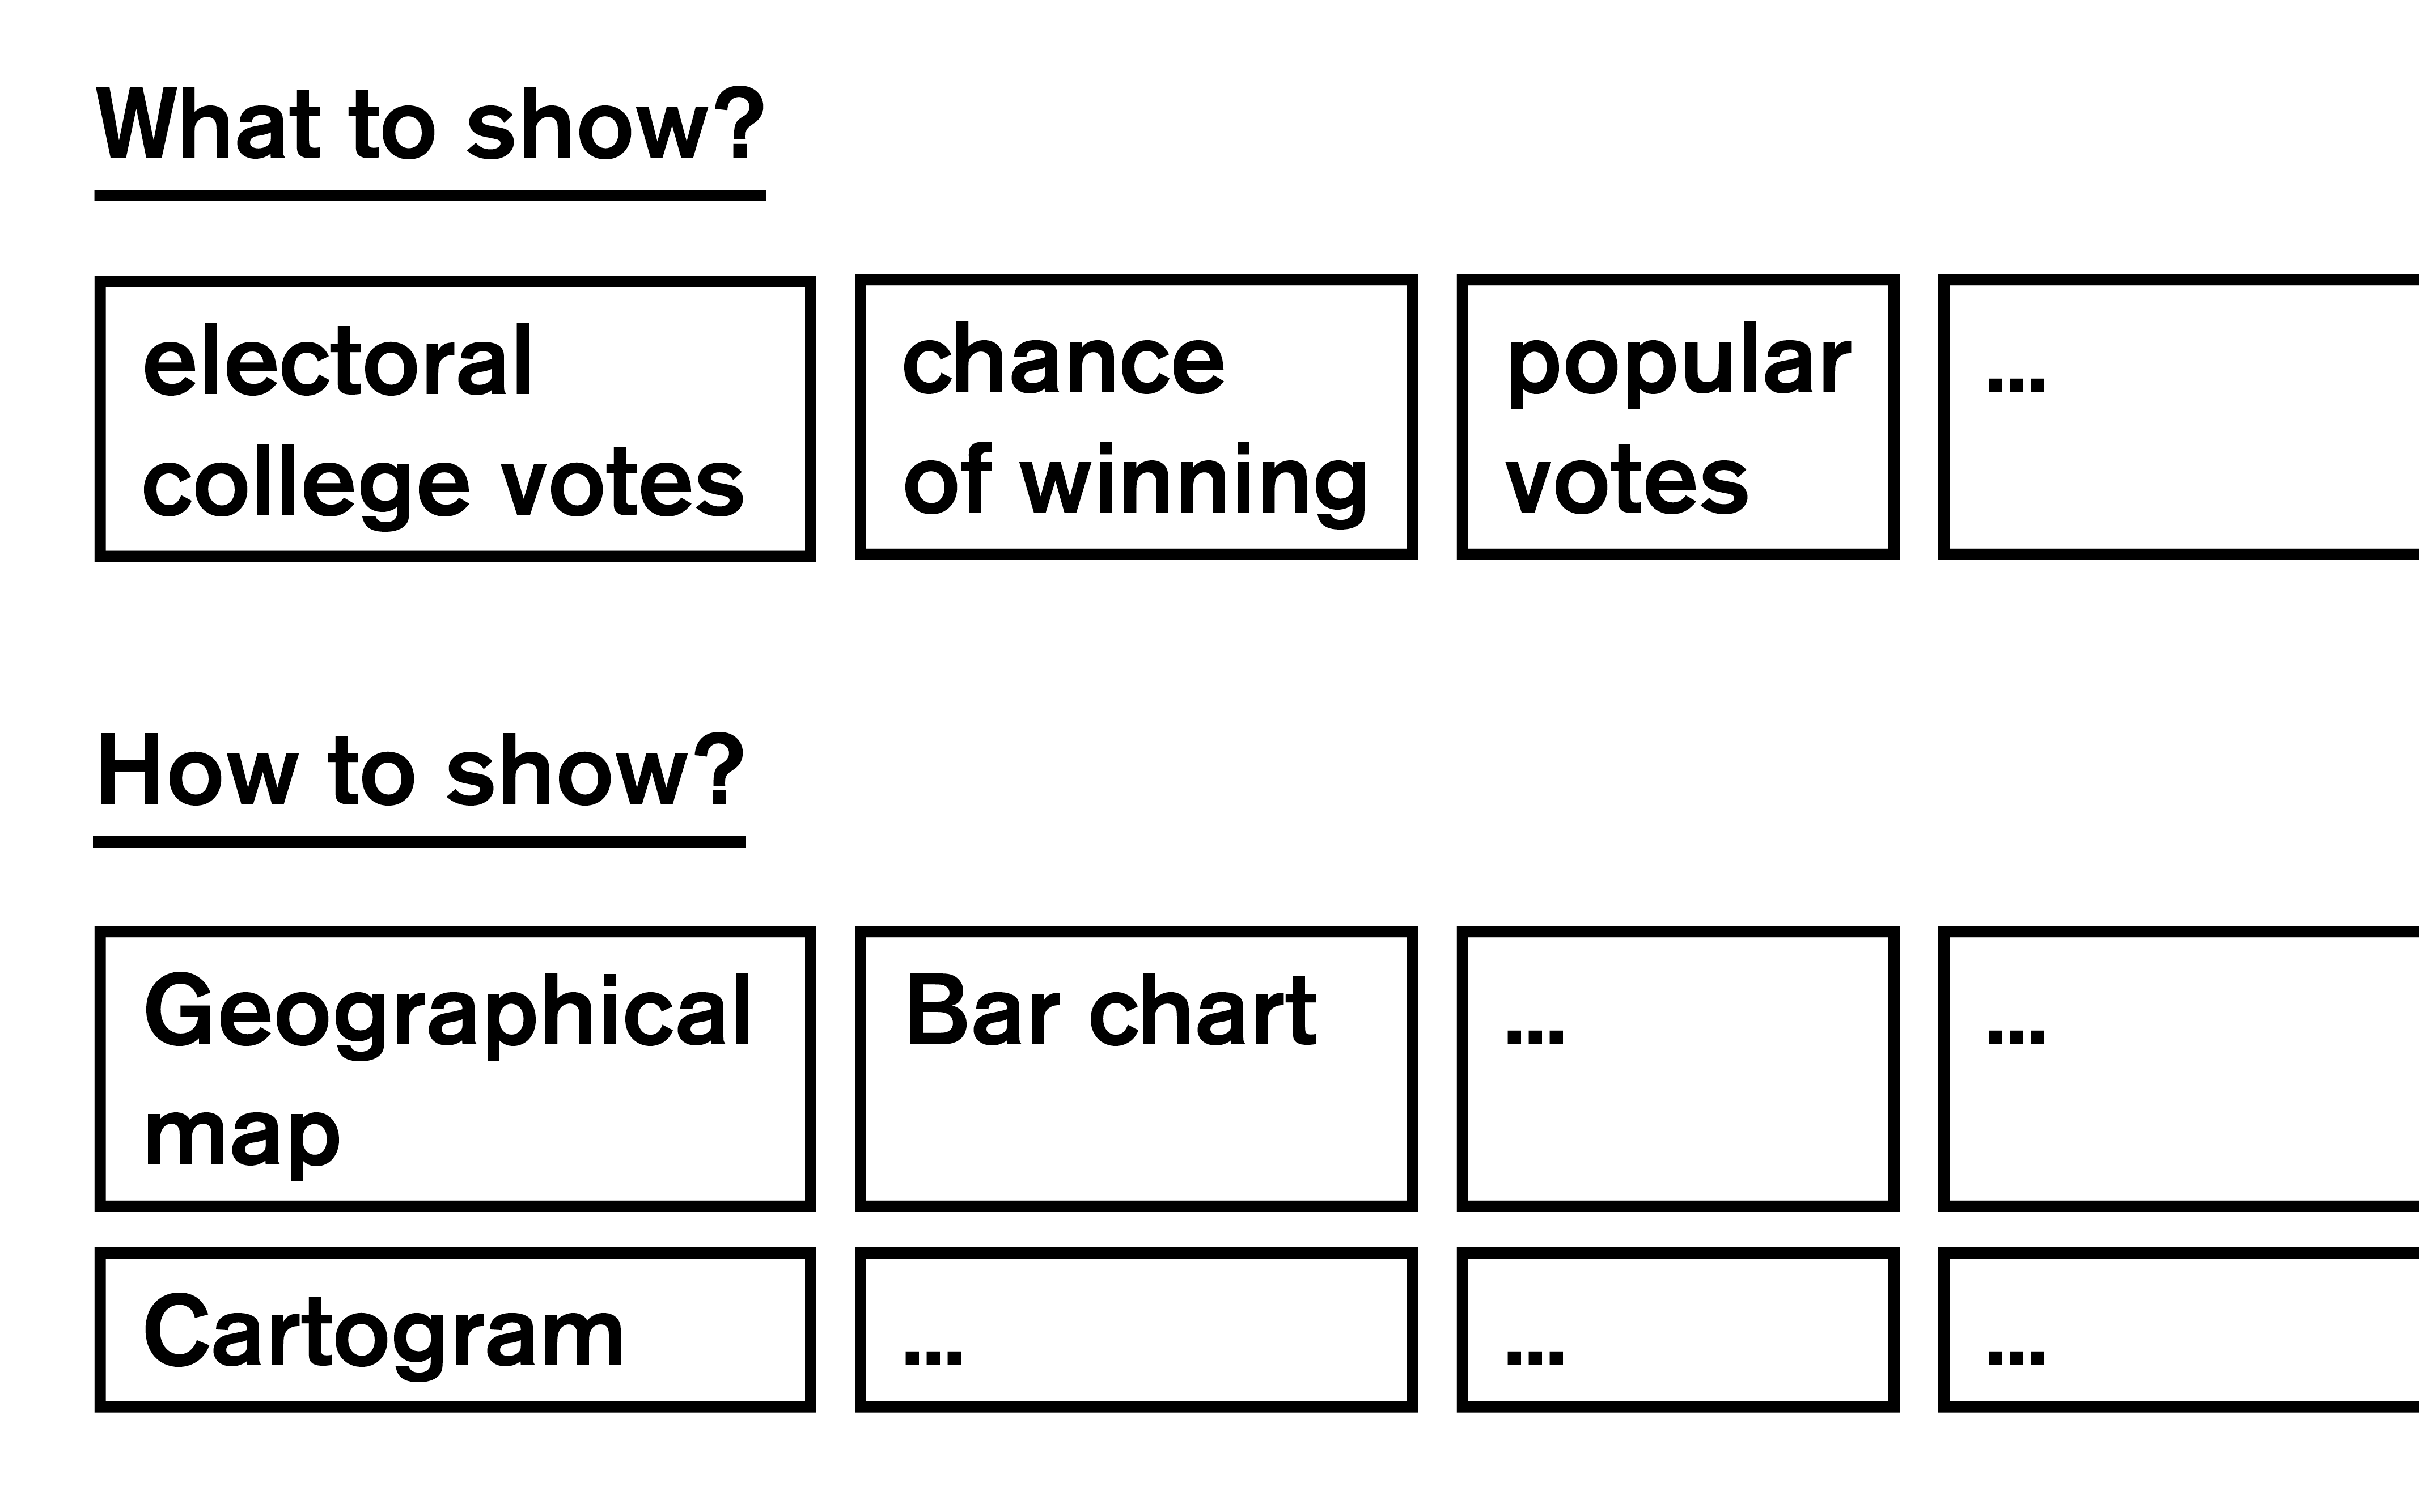 What to show?
electoral
college votes
chance
of winning
popular
votes
...
How to show?
Geographical
map
Bar chart
...
...
Cartogram
...
...
...